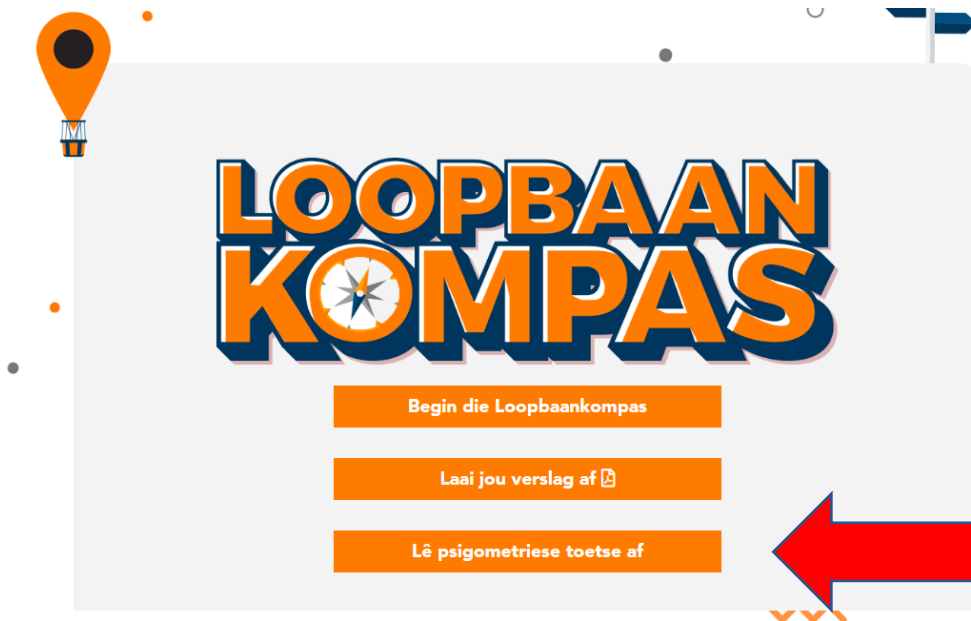 LOOPBAAN
KOMPAS
Begin die Loopbaankompas
Laai jou verslag af
Lê psigometriese toetse af